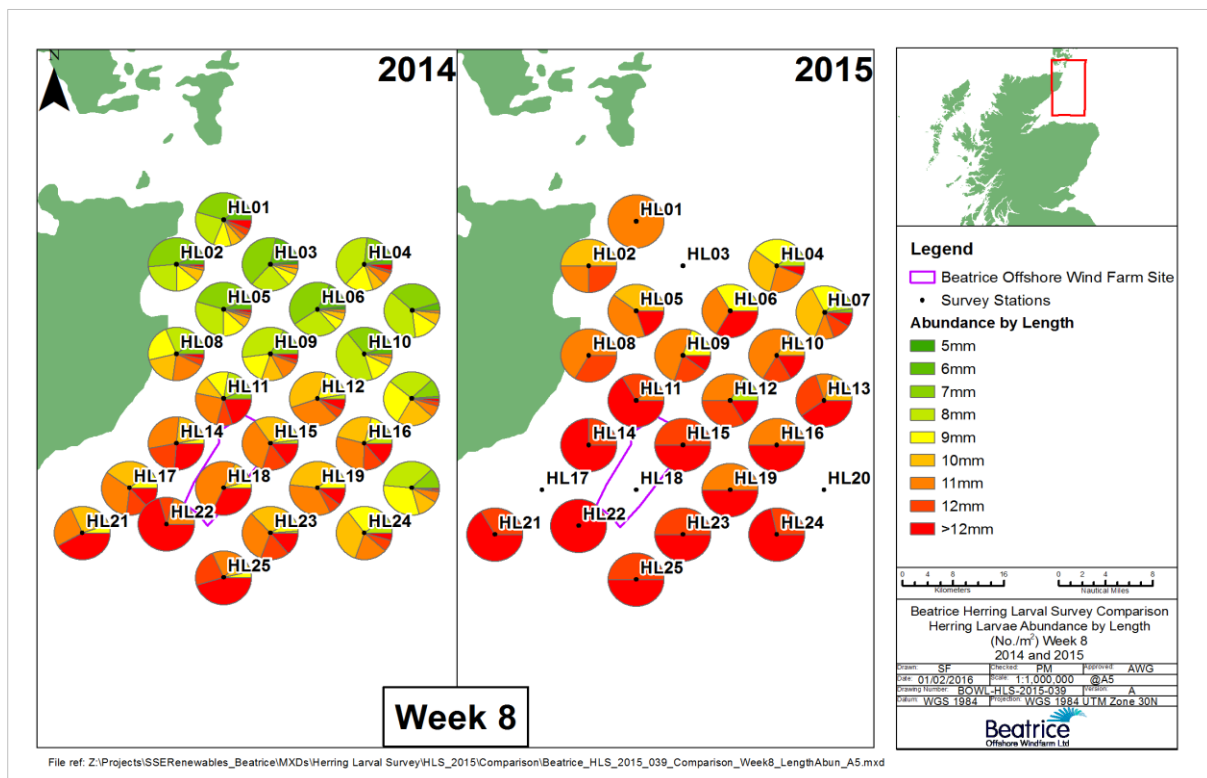 N
2014
HL01
HL02
HL03
HL04
HL05
HL06
HL08
HL09
HL10
HL11
HL12
HL14
HL15
HL16
HL17
HL18
HL19
HL21
HL22
HL23
HL24
HL25
2015
HL01
HL02
HL03
HL04
HL05
HL06
HL07
HL08
HL09
HL10
HL11
HL12
HL13
HL14
HL15
HL16
HL17
HL18
HL19
HL20
HL21
HL22
HL23
HL24
HL25
Week 8
Legend
Beatrice Offshore Wind Farm Site
Survey Stations
Abundance by Length
5mm
6mm
7mm
8mm
9mm
10mm
11mm
12mm
>12mm
0 4 8 16
Kilometers
0 2 4 8
Nautical Miles
Beatrice Herring Larval Survey Comparison
Herring Larvae Abundance by Length
(No./m²) Week 8
2014 and 2015
Drawn: SF Checked: PM Approved: AWG
Date: 01/02/2016 Scale: 1:1,000,000 @A5
Drawing Number: BOWL-HLS-2015-039 Version: A
Datum: WGS 1984 Projection: WGS 1984 UTM Zone 30N
Beatrice
Offshore Windfarm Ltd
File ref: Z:\Projects\SSERenewables_Beatrice\MXDs\Herring Larval Survey\HLS_2015\Comparison\Beatrice_HLS_2015_039_Comparison_Week8_LengthAbun_A5.mxd